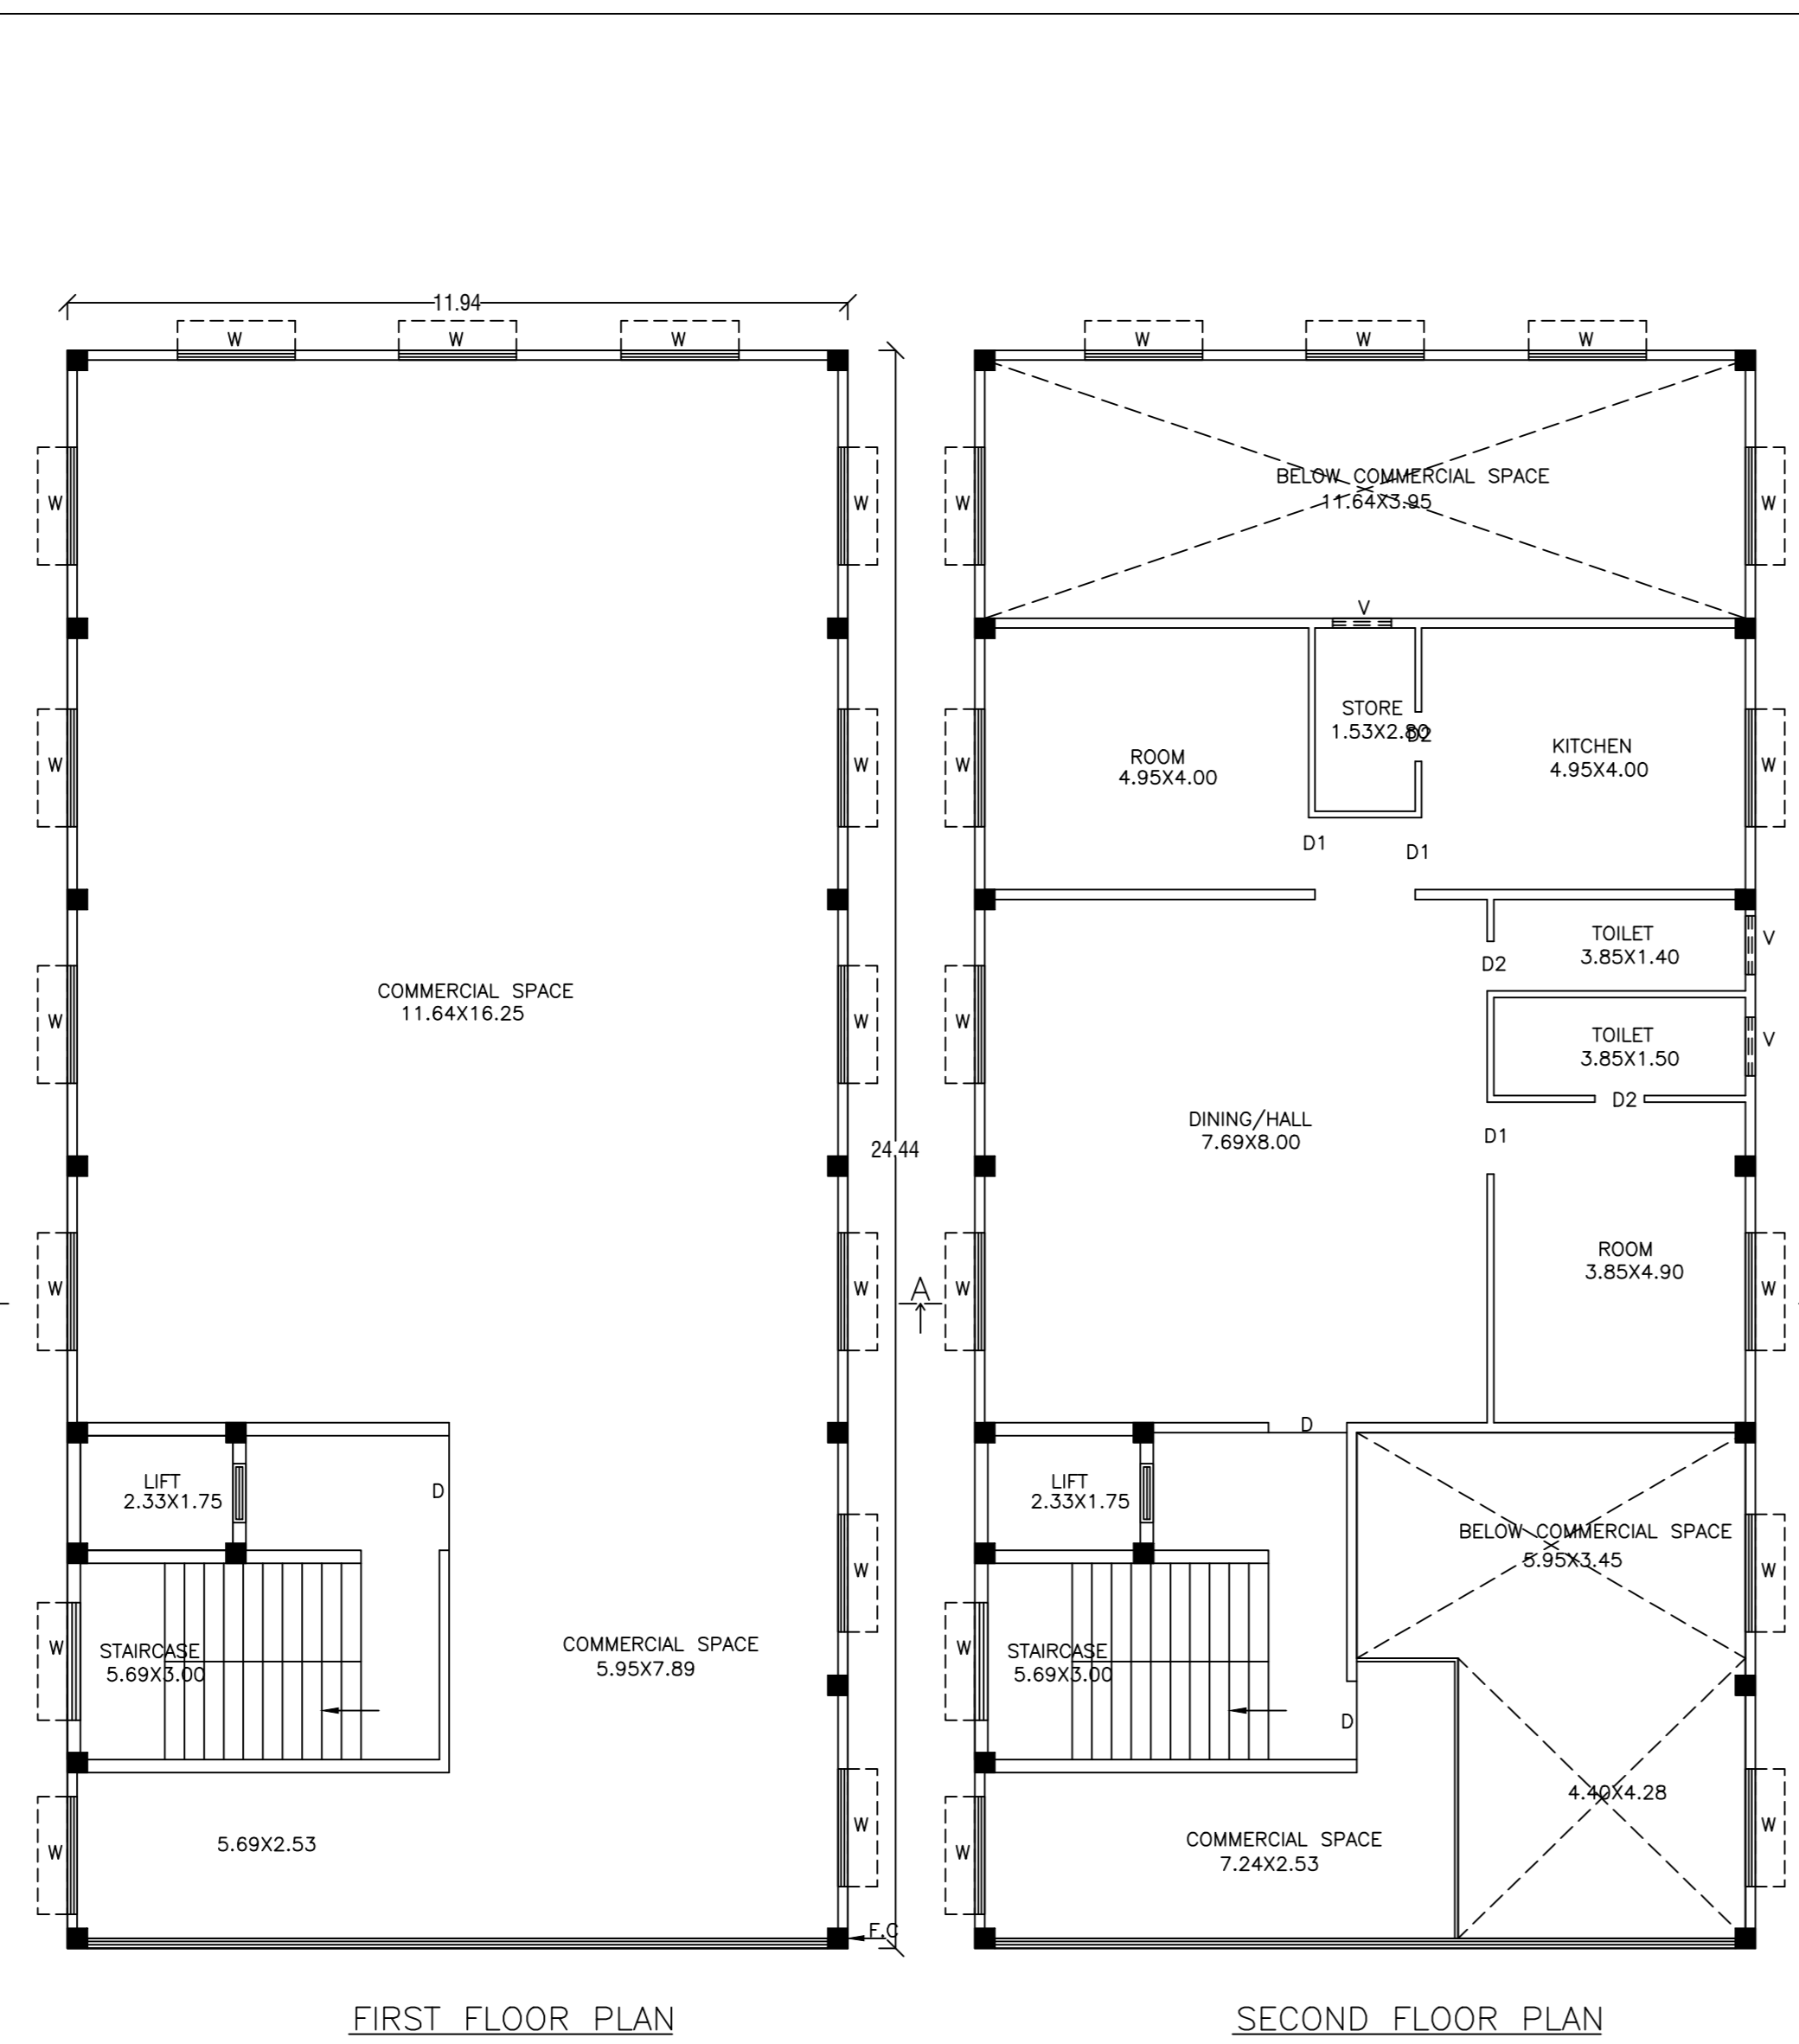 11.94
W W W
W W
W W
COMMERCIAL SPACE
11.64X16.25
W W
24.44
W W
A
LIFT
2.33X1.75
D
W
STAIRCASE
5.69X3.00
W
COMMERCIAL SPACE
5.95X7.89
5.69X2.53
W
W
F.C
FIRST FLOOR PLAN
W W W
BELOW COMMERCIAL SPACE
11.64X3.95
W W
V
STORE
1.53X2.80
D2
ROOM
4.95X4.00
KITCHEN
4.95X4.00
W W
D1
D1
TOILET
3.85X1.40
V
D2
W
TOILET
3.85X1.50
V
D2
DINING/HALL
7.69X8.00
D1
ROOM
3.85X4.90
W W
D
LIFT
2.33X1.75
BELOW COMMERCIAL SPACE
5.95X3.45
W
W
STAIRCASE
5.69X3.00
D
4.40X4.28
W
COMMERCIAL SPACE
7.24X2.53
W
SECOND FLOOR PLAN